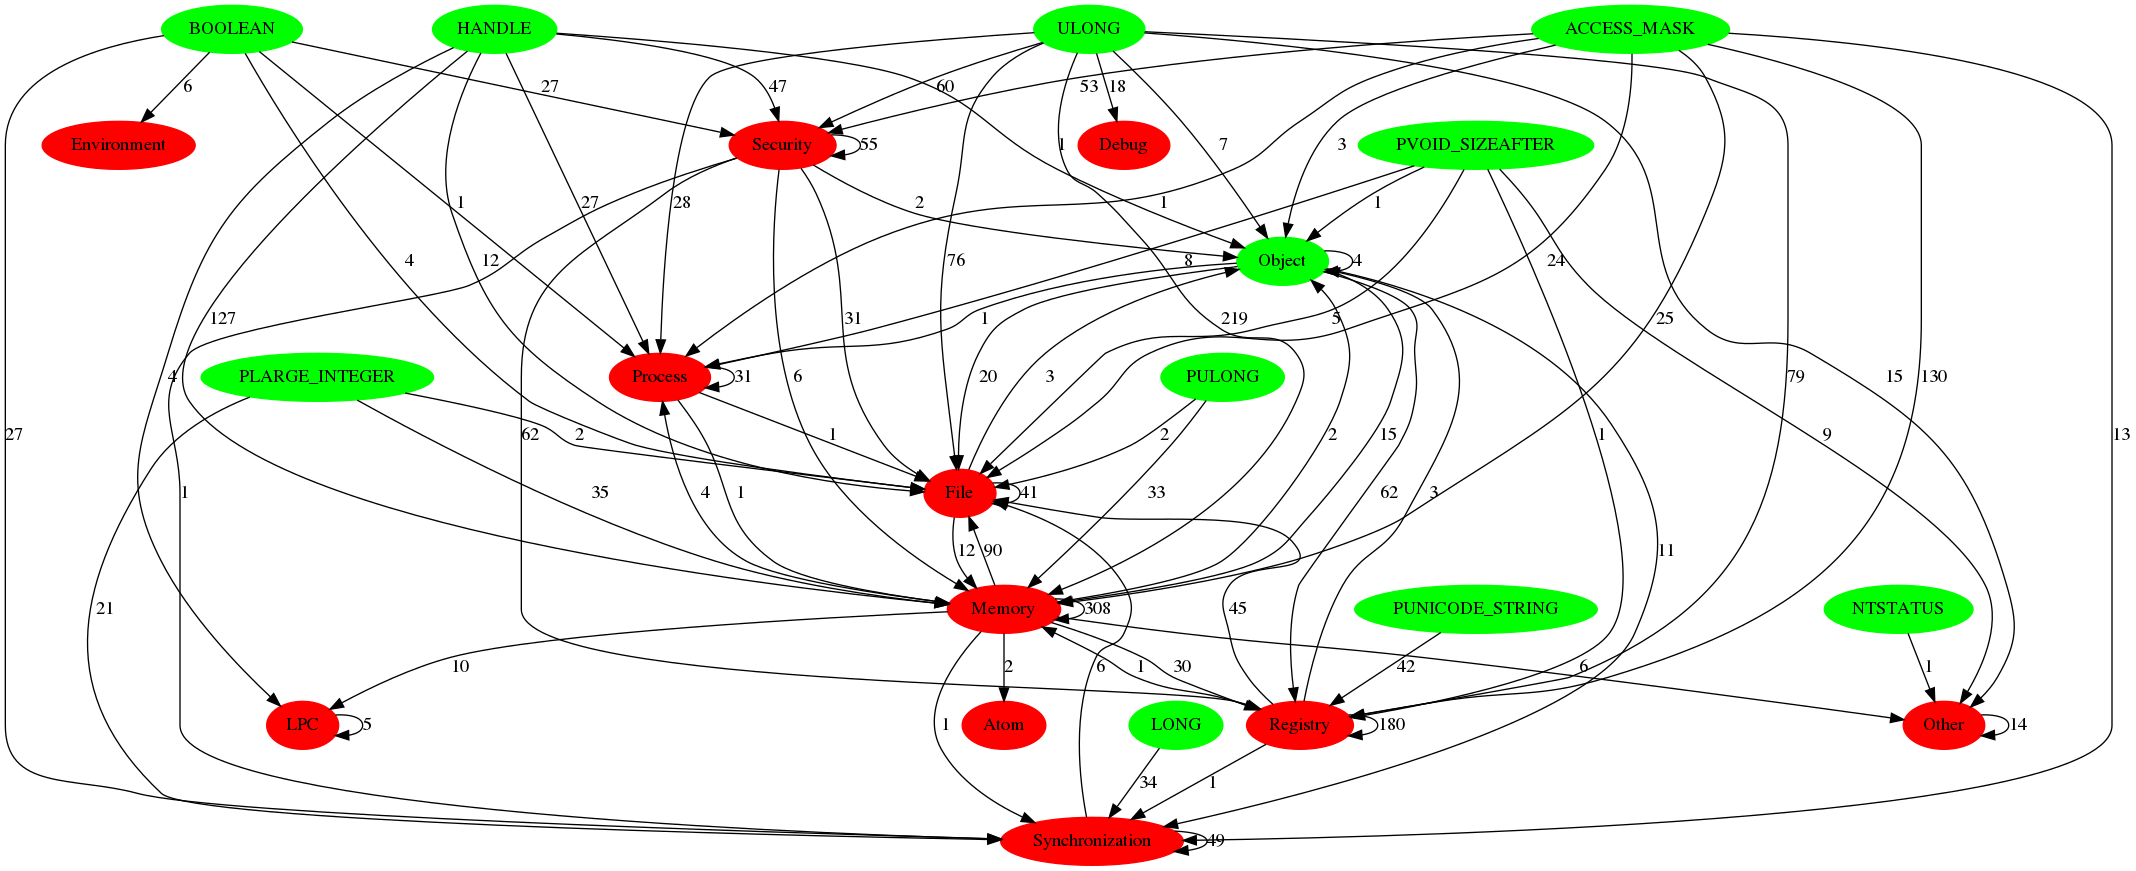 BOOLEAN HANDLE ULONG ACCESS_MASK
6 27 47 60 53 18
Environment Security 55 Debug PVOID_SIZEAFTER
1 7 3
1 27 28 2 1 1
4 12 76 8 Object 4 24
127 31 1 219 5 25
4 PLARGE_INTEGER Process 31 6 20 3 PULONG 79 15 130
27 2 62 1 2 2 15 1 9 13
1 35 4 1 File 41 33 62 3
12 90 11
21 Memory 308 45 PUNICODE_STRING NTSTATUS
10 2 6 1 30 42 6 1
LPC 5 1 Atom LONG Registry 180 Other 14
34 1
Synchronization 49